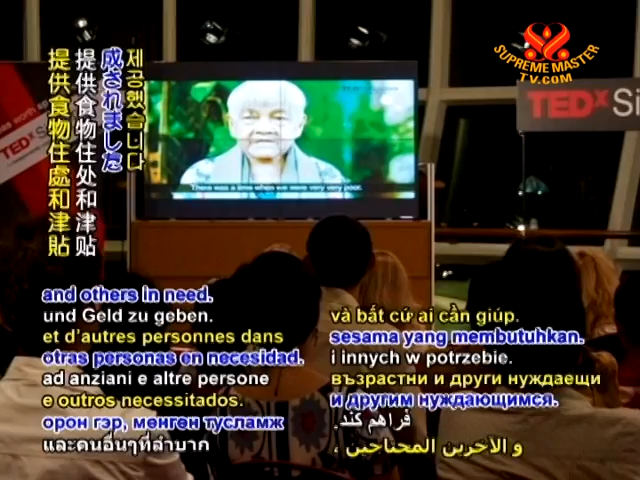 제공했습니다
成されました
提供食物住处和津贴
提供食物住處和津貼
SUPREME MASTER
TV.COM
TEDx
TEDxSi
There was a time when we were very very poor.
and others in need.
und Geld zu geben.
et d'autres personnes dans
otras personas en necesidad.
ad anziani e altre persone
e outros necessitados.
орон гэр, мөнгөн тусламж
และคนอื่นๆที่ลำบาก
và bất cứ ai cần giúp.
sesama yang membutuhkan.
i innych w potrzebie.
възрастни и други нуждаещи
и другим нуждающимся.
فراهم کند.
و الآخرين المحتاجين ،